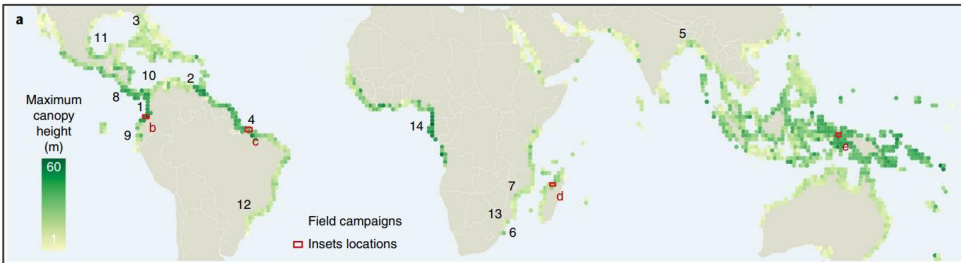 a
3
11
5
10
2
Maximum
canopy
height
(m)
8
1
b
4
c
14
9
e
60
7
d
12
13
Field campaigns
6
Insets locations
1